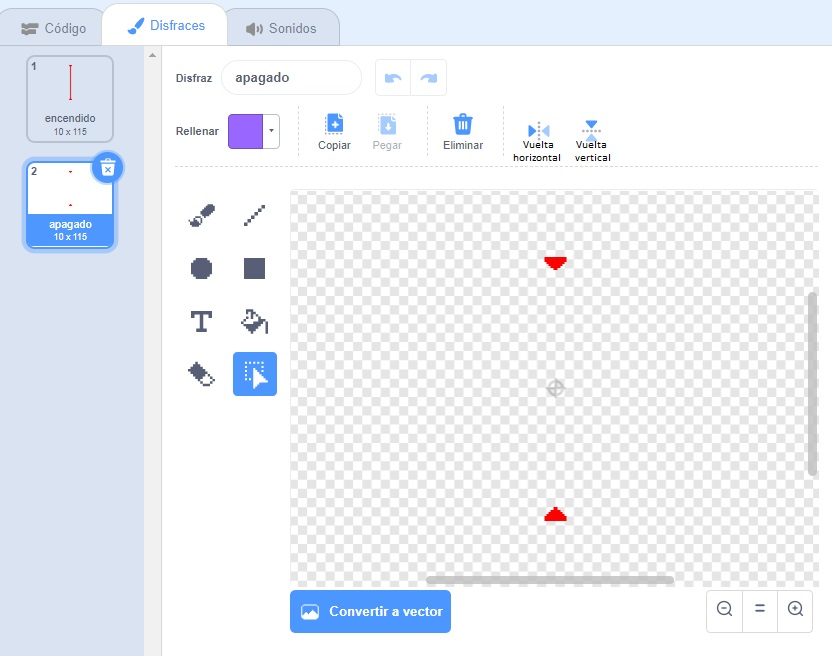 Código
Disfraces
Sonidos
1
encendido
10 x 115
2
apagado
10 x 115
Disfraz
apagado
Rellenar
Copiar
Pegar
Eliminar
Vuelta
horizontal
Vuelta
vertical
T
Convertir a vector